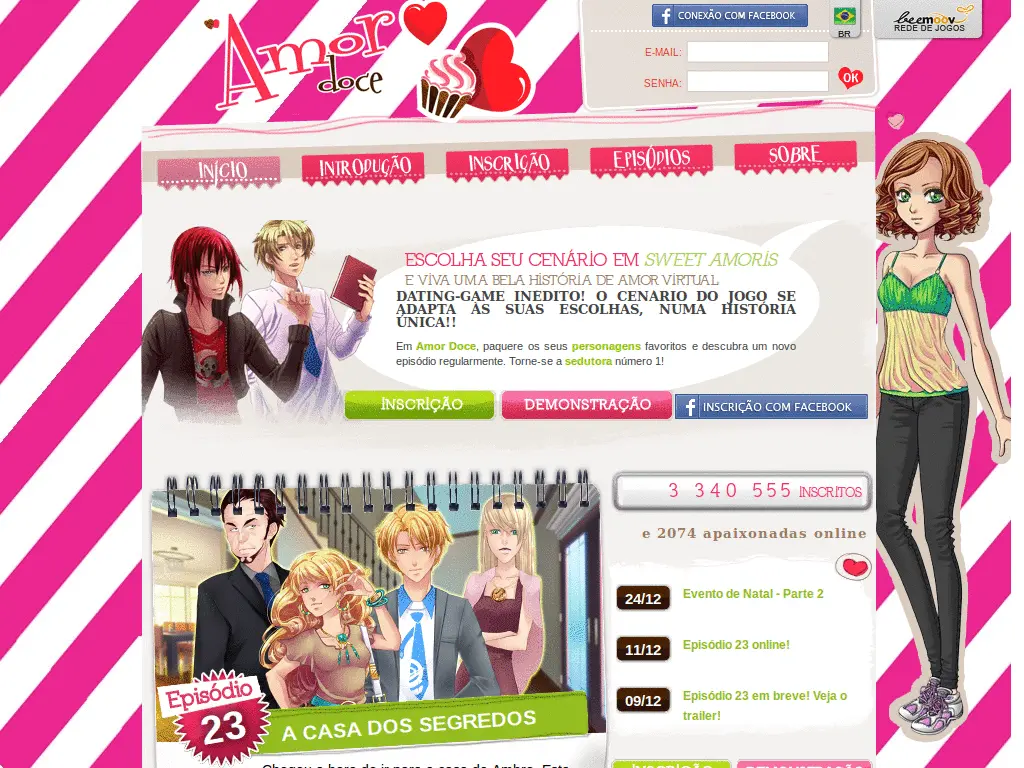 Amor
doce
CONEXÃO COM FACEBOOK
BR
beemoov
REDE DE JOGOS
E-MAIL:
SENHA:
OK
INÍCIO
INTRODUÇÃO
INSCRIÇÃO
EPISÓDIOS
SOBRE
ESCOLHA SEU CENÁRIO EM SWEET AMORIS
E VIVA UMA BELA HISTÓRIA DE AMOR VIRTUAL
DATING-GAME INEDITO! O CENARIO DO JOGO SE
ADAPTA ÀS SUAS ESCOLHAS, NUMA HISTÓRIA
ÚNICA!!
Em Amor Doce, paquere os seus personagens favoritos e descubra um novo
episódio regularmente. Torne-se a sedutora número 1!
INSCRIÇÃO
DEMONSTRAÇÃO
INSCRIÇÃO COM FACEBOOK
3 340 555 INSCRITOS
e 2074 apaixonadas online
24/12
Evento de Natal - Parte 2
11/12
Episódio 23 online!
09/12
Episódio 23 em breve! Veja o
trailer!
Episódio
23
A CASA DOS SEGREDOS
Chegou a hora de ir para a casa da Ambre. Esta
INSCRIÇÃO
DEMONSTRAÇÃO